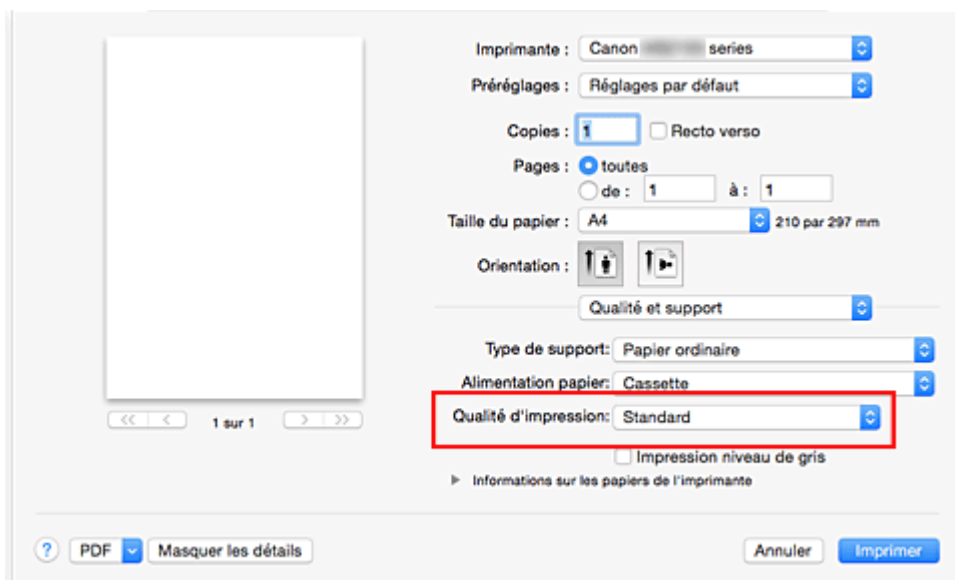 Imprimante : Canon series
Préréglages : Réglages par défaut
Copies : 1 Recto verso
Pages : toutes
de : 1 à : 1
Taille du papier : A4 210 par 297 mm
Orientation :
Qualité et support
Type de support: Papier ordinaire
Alimentation papier: Cassette
Qualité d'impression: Standard
Impression niveau de gris
Informations sur les papiers de l'imprimante
1 sur 1
? PDF Masquer les détails Annuler Imprimer